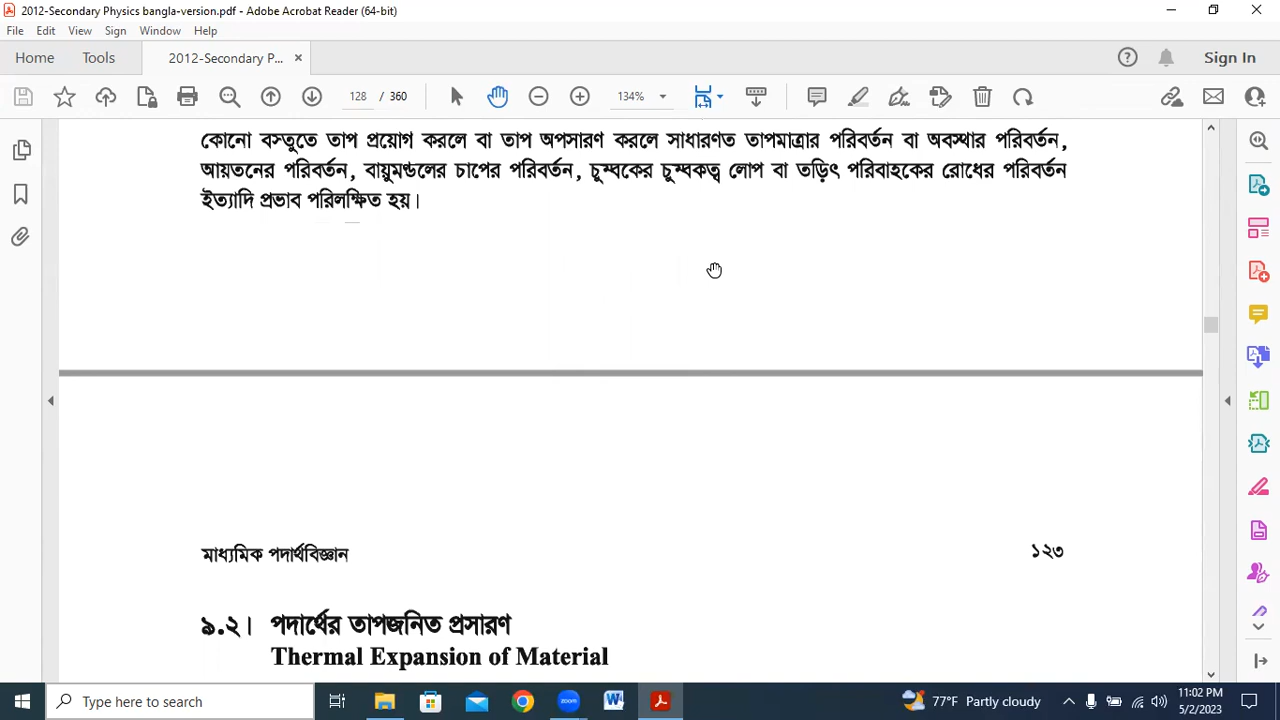 2012-Secondary Physics bangla-version.pdf - Adobe Acrobat Reader (64-bit)
File Edit View Sign Window Help
Home Tools 2012-Secondary P... × Sign In
128 / 360 134%
কোনো বস্তুতে তাপ প্রয়োগ করলে বা তাপ অপসারণ করলে সাধারণত তাপমাত্রার পরিবর্তন বা অবস্থার পরিবর্তন,
আয়তনের পরিবর্তন, বায়ুমণ্ডলের চাপের পরিবর্তন, চুম্বকের চুম্বকত্ব লোপ বা তড়িৎ পরিবাহকের রোধের পরিবর্তন
ইত্যাদি প্রভাব পরিলক্ষিত হয়।
মাধ্যমিক পদার্থবিজ্ঞান ১২৩
৯.২। পদার্থের তাপজনিত প্রসারণ
Thermal Expansion of Material
Type here to search
zoom
77°F Partly cloudy
11:02 PM
5/2/2023